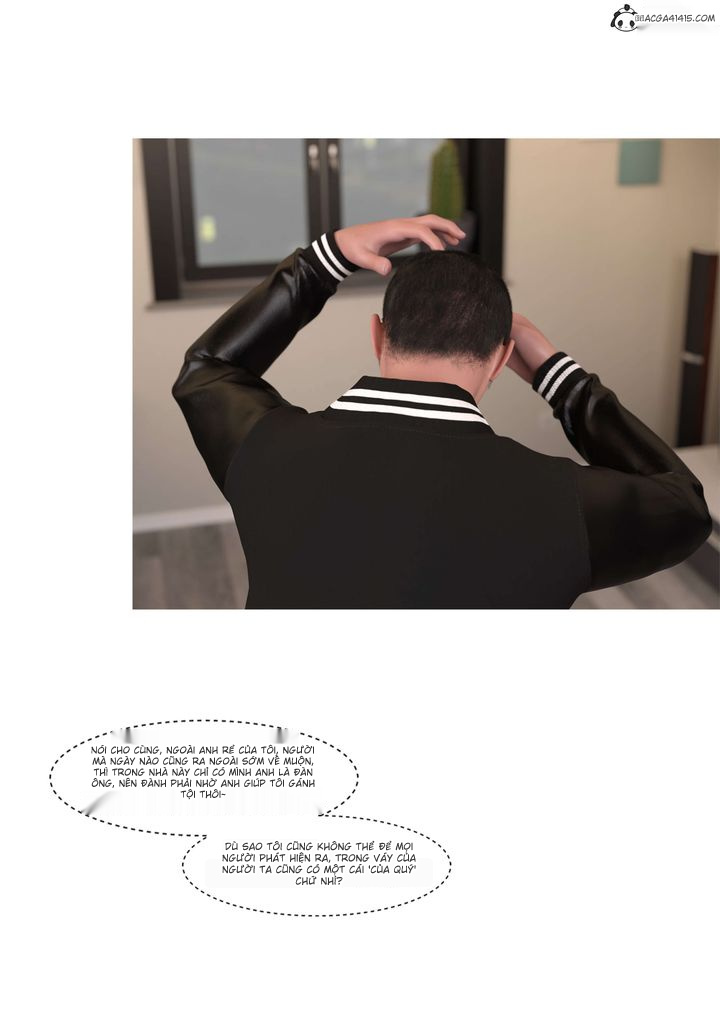 ACGA41415.COM
NÓI CHO CÙNG, NGOÀI ANH RỂ CỦA TÔI, NGƯỜI
MÀ NGÀY NÀO CŨNG RA NGOÀI SỚM VỀ MUỘN,
THÌ TRONG NHÀ NÀY CHỈ CÓ MÌNH ANH LÀ ĐÀN
ÔNG, NÊN ĐÀNH PHẢI NHỜ ANH GIÚP TÔI GÁNH
TỘI THÔI~
DÙ SAO TÔI CŨNG KHÔNG THỂ ĐỂ MỌI
NGƯỜI PHÁT HIỆN RA, TRONG VÁY CỦA
NGƯỜI TA CŨNG CÓ MỘT CÁI 'CỦA QUÝ'
CHỨ NHỈ?